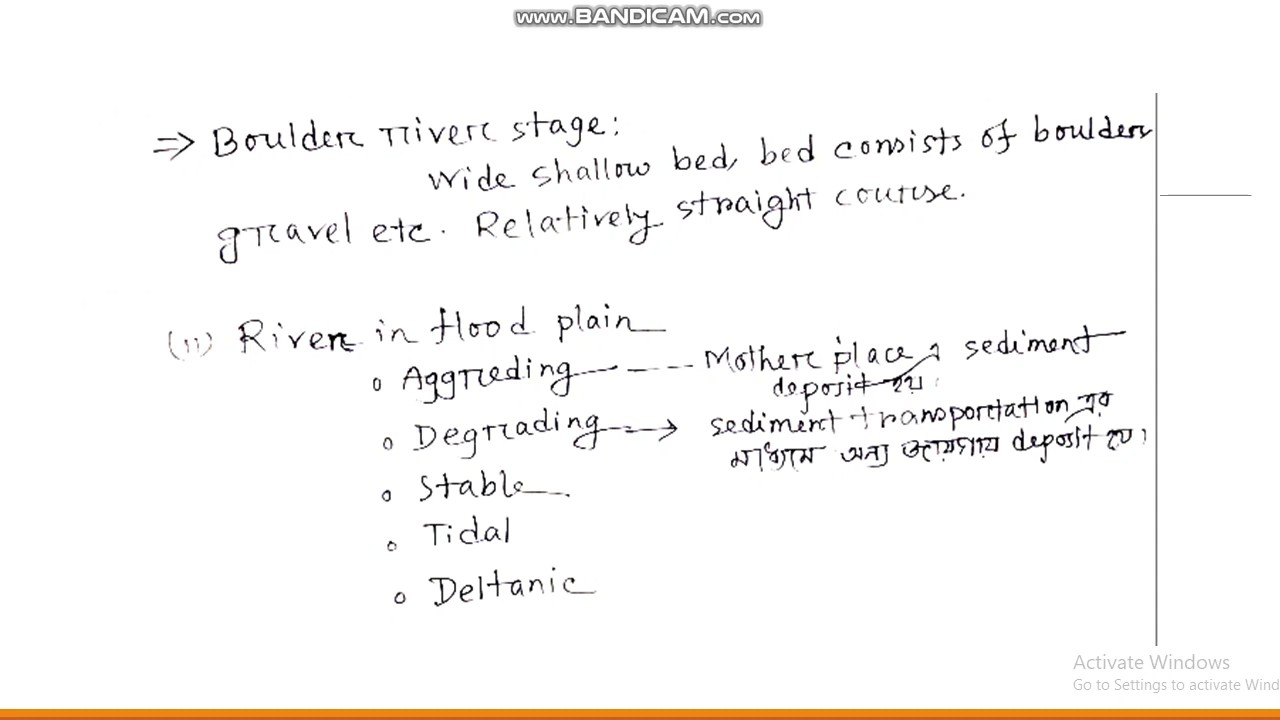 www.BANDICAM.com
⇒ Boulder river stage:
wide shallow bed, bed consists of boulder
gravel etc. Relatively straight course.
(ii) River in flood plain
o Aggrading --- Mother place এ sediment
deposit হয়।
o Degrading --→ sediment transportation এর
মাধ্যমে অন্য জায়গায় deposit হয়।
o Stable
o Tidal
o Deltanic
Activate Windows
Go to Settings to activate Wind